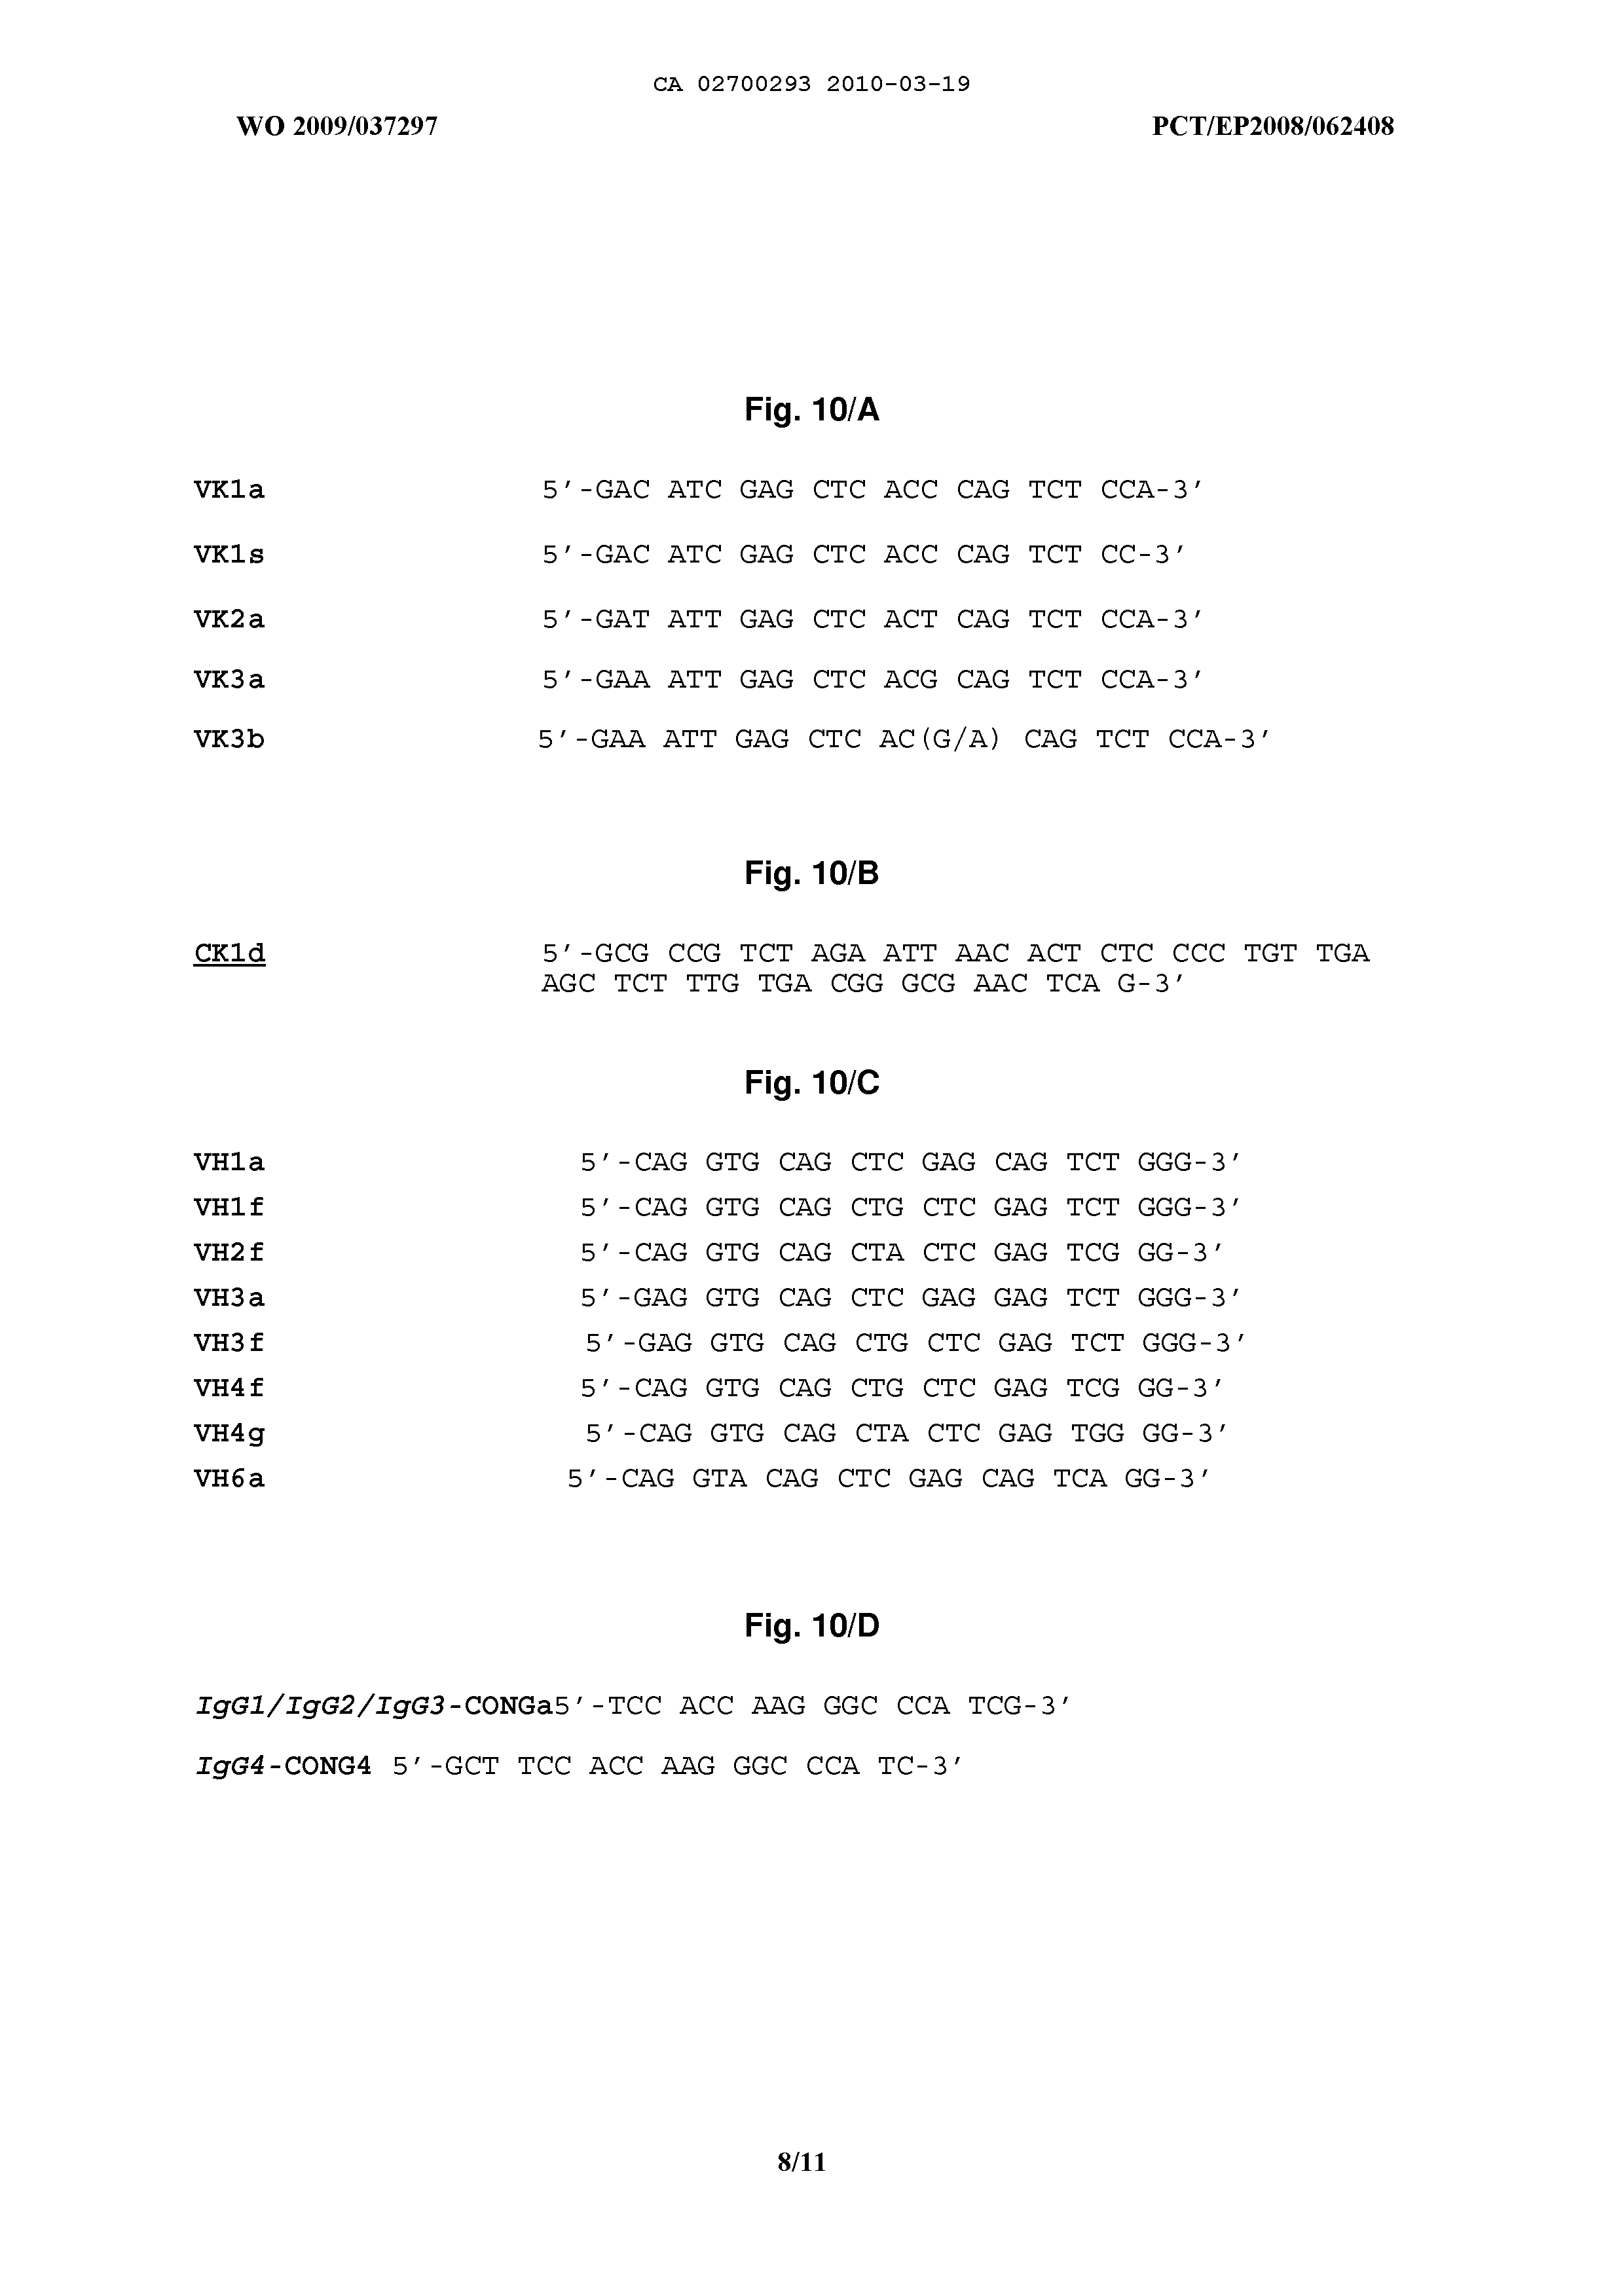 CA 02700293 2010-03-19
WO 2009/037297 PCT/EP2008/062408
Fig. 10/A
VK1a 5'-GAC ATC GAG CTC ACC CAG TCT CCA-3'
VK1s 5'-GAC ATC GAG CTC ACC CAG TCT CC-3'
VK2a 5'-GAT ATT GAG CTC ACT CAG TCT CCA-3'
VK3a 5'-GAA ATT GAG CTC ACG CAG TCT CCA-3'
VK3b 5'-GAA ATT GAG CTC AC(G/A) CAG TCT CCA-3'
Fig. 10/B
CK1d 5'-GCG CCG TCT AGA ATT AAC ACT CTC CCC TGT TGA
AGC TCT TTG TGA CGG GCG AAC TCA G-3'
Fig. 10/C
VH1a 5'-CAG GTG CAG CTC GAG CAG TCT GGG-3'
VH1f 5'-CAG GTG CAG CTG CTC GAG TCT GGG-3'
VH2f 5'-CAG GTG CAG CTA CTC GAG TCG GG-3'
VH3a 5'-GAG GTG CAG CTC GAG GAG TCT GGG-3'
VH3f 5'-GAG GTG CAG CTG CTC GAG TCT GGG-3'
VH4f 5'-CAG GTG CAG CTG CTC GAG TCG GG-3'
VH4g 5'-CAG GTG CAG CTA CTC GAG TGG GG-3'
VH6a 5'-CAG GTA CAG CTC GAG CAG TCA GG-3'
Fig. 10/D
IgG1/IgG2/IgG3-CONGa5'-TCC ACC AAG GGC CCA TCG-3'
IgG4-CONG4 5'-GCT TCC ACC AAG GGC CCA TC-3'
8/11